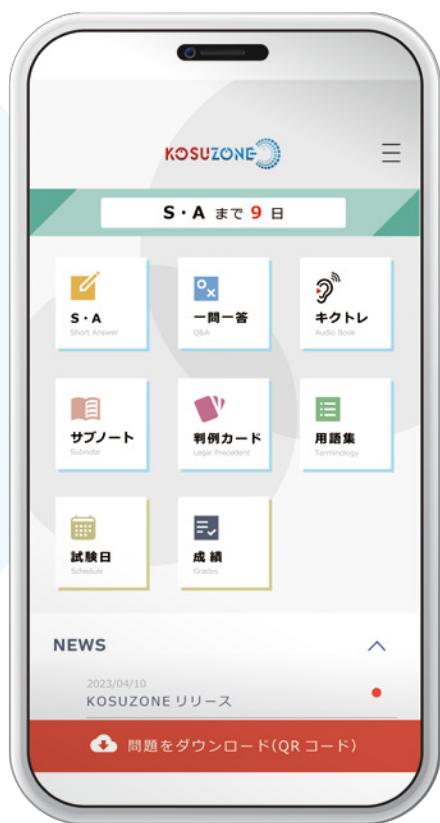 KOSUZONE
S・A まで 9 日
S・A
Short Answer
一問一答
Q&A
キクトレ
Audio Book
サブノート
Subnote
判例カード
Legal Precedent
用語集
Terminology
試験日
Schedule
成績
Grades
NEWS
2023/04/10
KOSUZONE リリース
問題をダウンロード(QR コード)